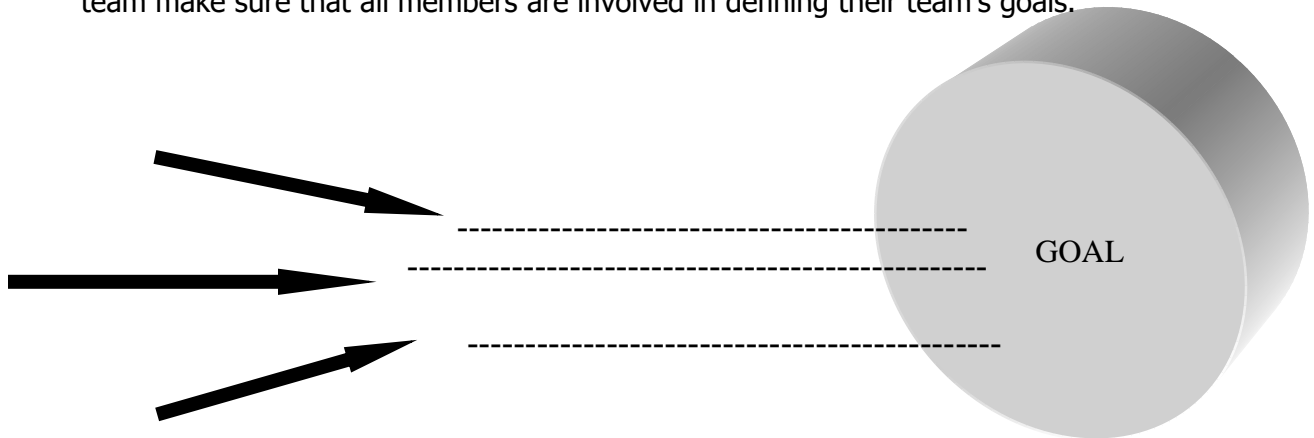 team make sure that all members are involved in defining their team's goals.
GOAL